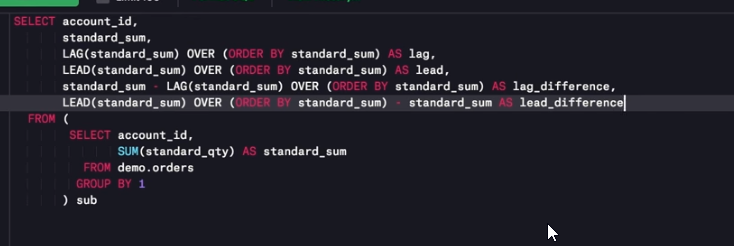 SELECT account_id,
standard_sum,
LAG(standard_sum) OVER (ORDER BY standard_sum) AS lag,
LEAD(standard_sum) OVER (ORDER BY standard_sum) AS lead,
standard_sum - LAG(standard_sum) OVER (ORDER BY standard_sum) AS lag_difference,
LEAD(standard_sum) OVER (ORDER BY standard_sum) - standard_sum AS lead_difference
FROM (
SELECT account_id,
SUM(standard_qty) AS standard_sum
FROM demo.orders
GROUP BY 1
) sub